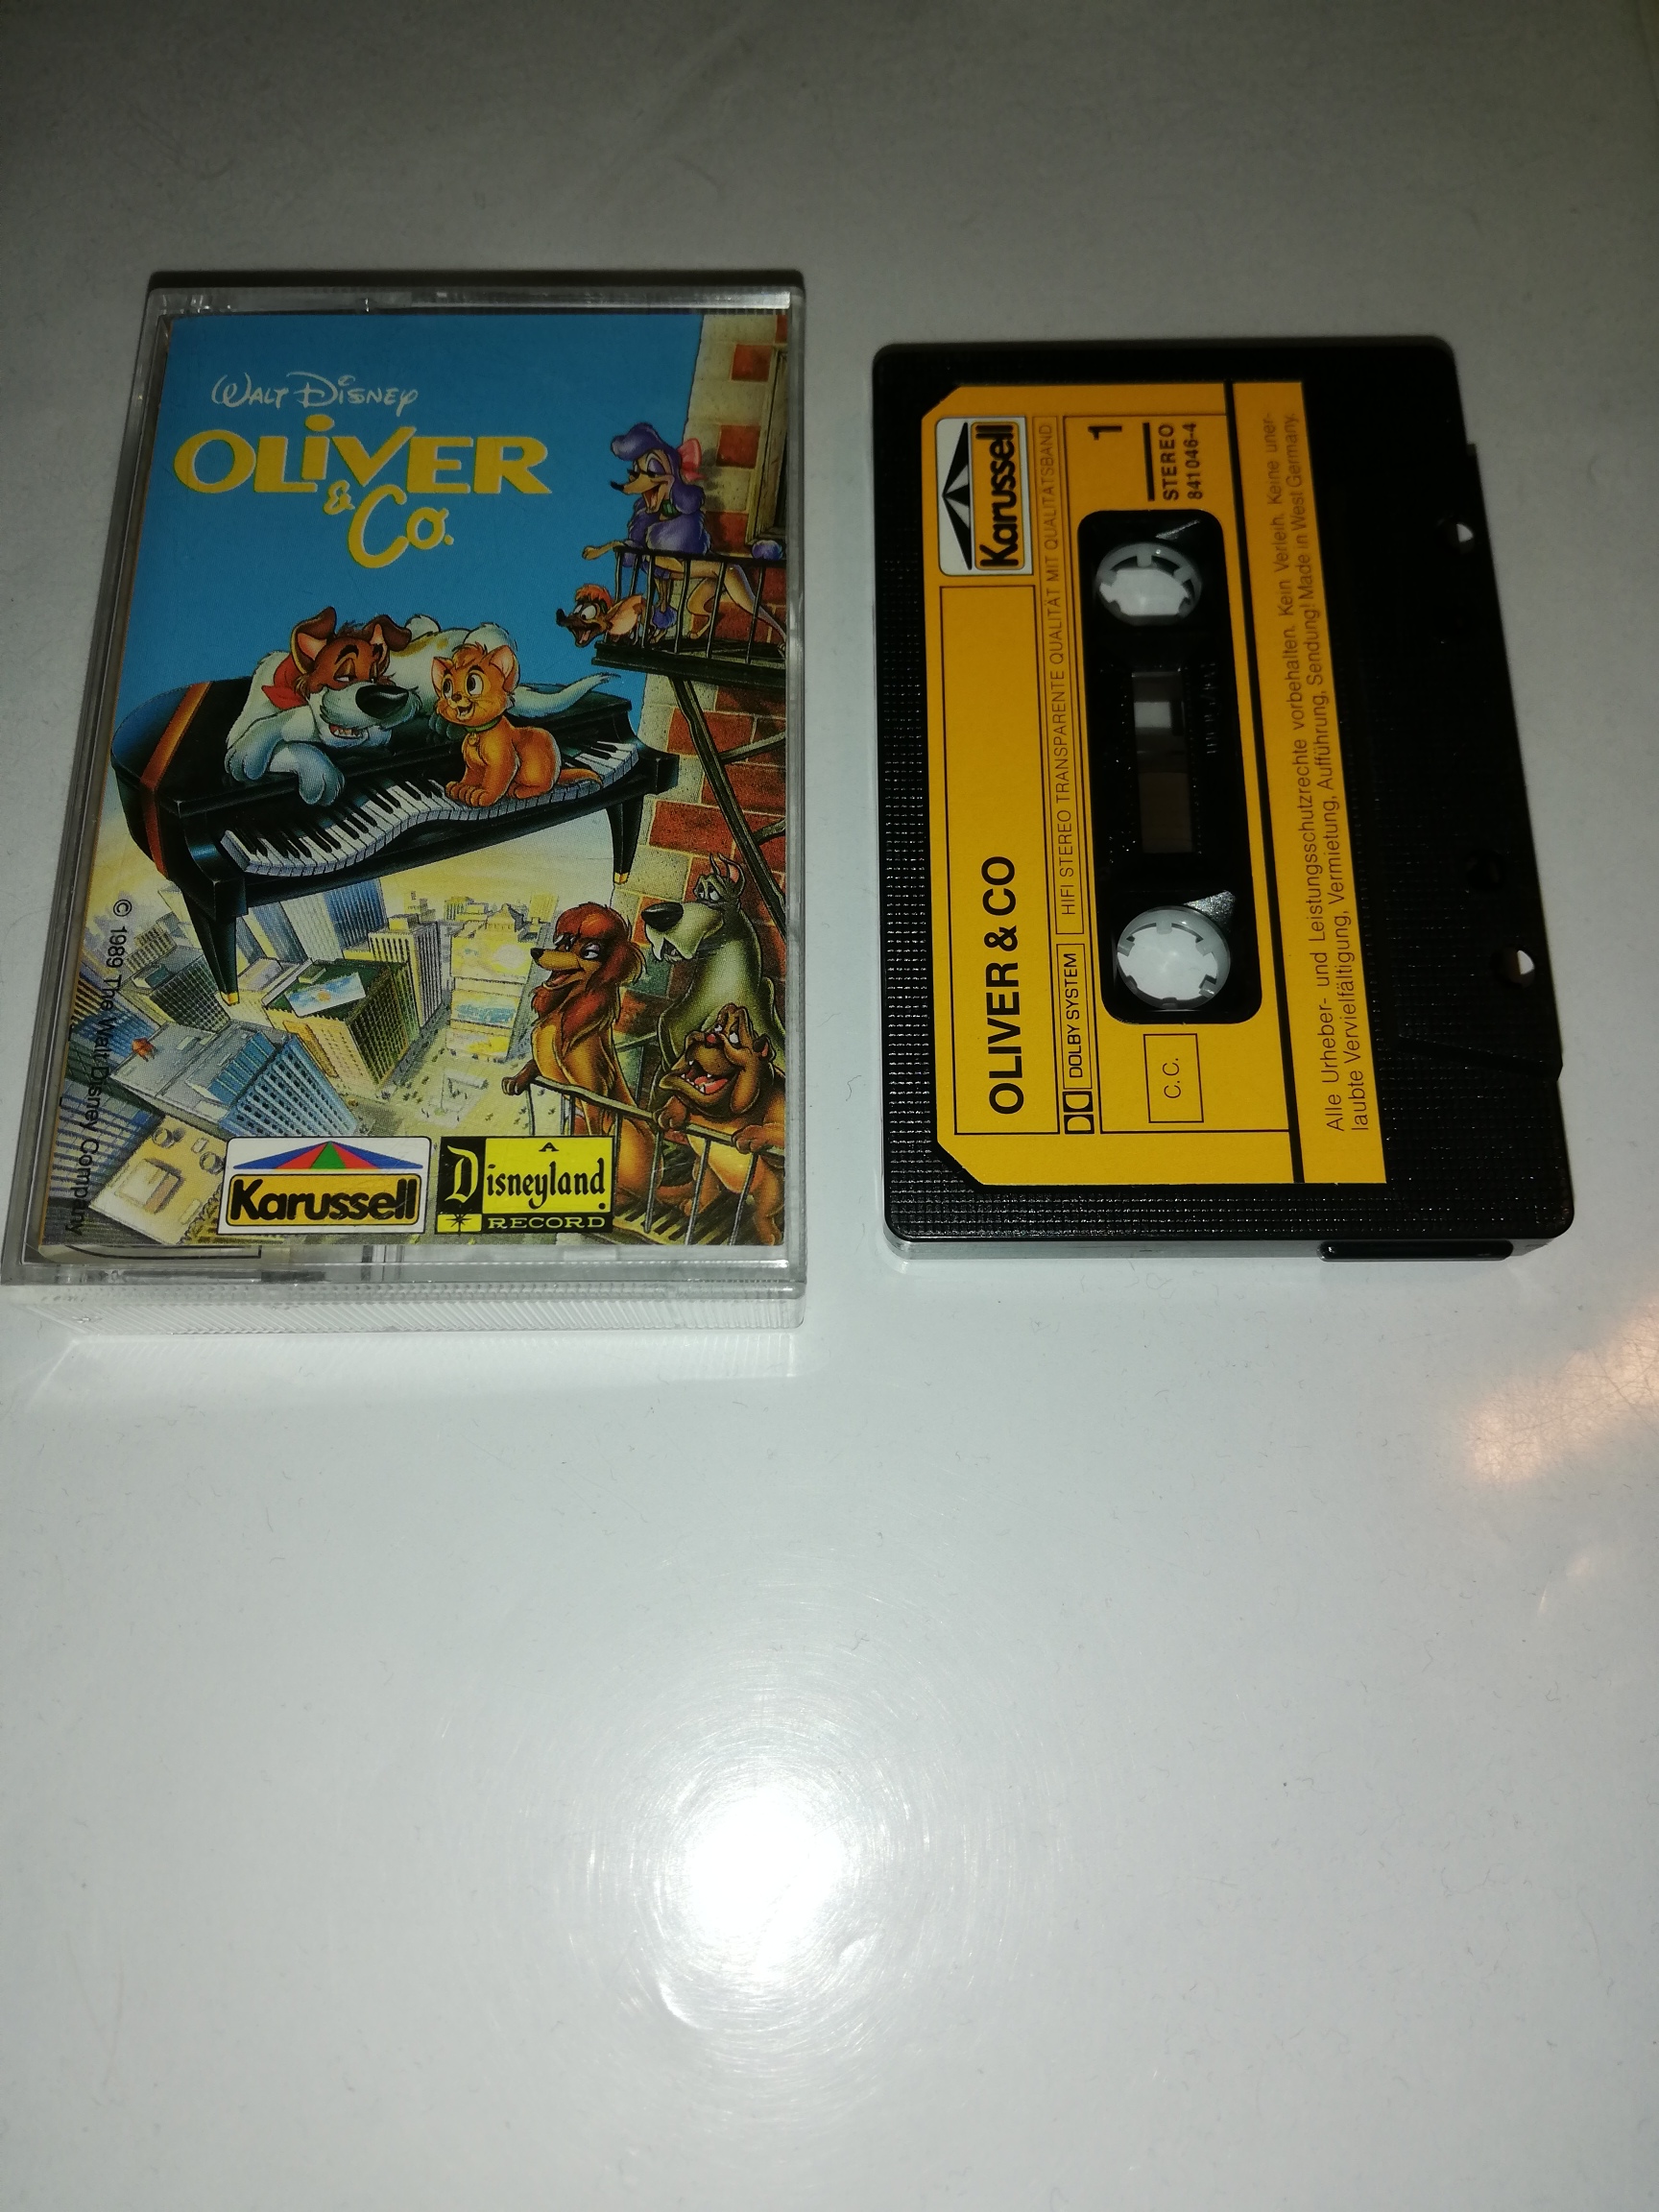 WALT DISNEY
OLIVER
& Co.
© 1989 The Walt Disney Company
Karussell
A
Disneyland
RECORD
Karussell
OLIVER & CO
DOLBY SYSTEM
HIFI STEREO TRANSPARENTE QUALITÄT MIT QUALITÄTSBAND
C.C.
1
STEREO
841046-4
Alle Urheber- und Leistungsschutzrechte vorbehalten. Kein Verleih. Keine uner-
laubte Vervielfältigung, Vermietung, Aufführung, Sendung! Made in West Germany.